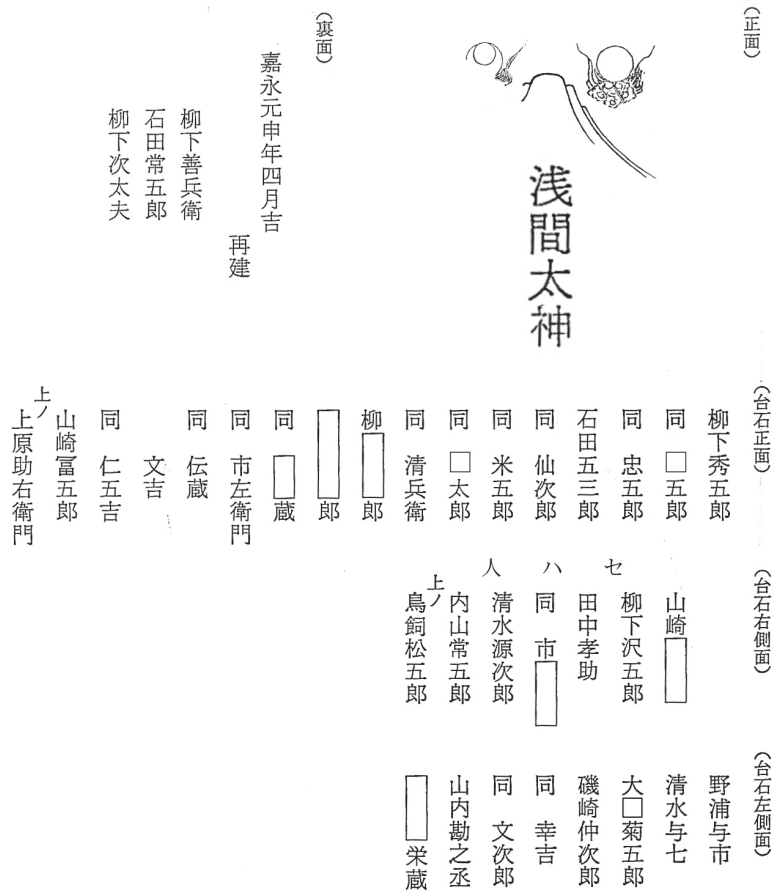 (正面)
浅間太神
(裏面)
嘉永元申年四月吉
再建
柳下善兵衛
石田常五郎
柳下次太夫
(台石正面)
柳下秀五郎
同 □五郎
同 忠五郎
石田五三郎
同 仙次郎
同 米五郎
同 □太郎
同 清兵衛
柳□郎
□郎
同 □蔵
同 市左衛門
同 伝蔵
文吉
同 仁五吉
山崎冨五郎
上ノ
上原助右衛門
(台石右側面)
セハ人
山崎□
柳下沢五郎
田中孝助
同 市□
清水源次郎
内山常五郎
上ノ
鳥飼松五郎
(台石左側面)
野浦与市
清水与七
大□菊五郎
磯崎仲次郎
同 幸吉
同 文次郎
山内勘之丞
□栄蔵